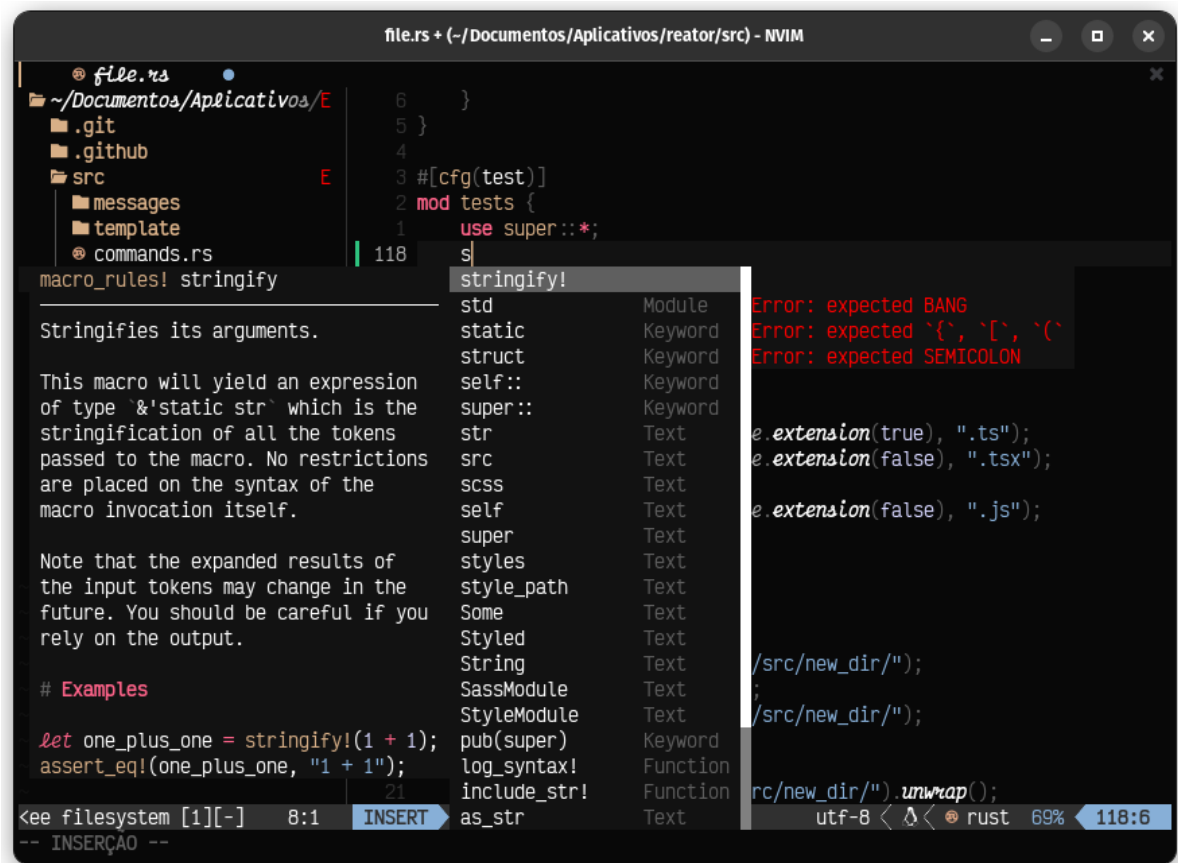 file.rs + (~/Documentos/Aplicativos/reator/src) - NVIM
file.rs
~/Documentos/Aplicativos/E
.git
.github
src E
messages
template
commands.rs
6 }
5 }
4
3 #[cfg(test)]
2 mod tests {
1 use super::*;
118 s
macro_rules! stringify
Stringifies its arguments.
This macro will yield an expression
of type `&'static str` which is the
stringification of all the tokens
passed to the macro. No restrictions
are placed on the syntax of the
macro invocation itself.
Note that the expanded results of
the input tokens may change in the
future. You should be careful if you
rely on the output.
# Examples
let one_plus_one = stringify!(1 + 1);
assert_eq!(one_plus_one, "1 + 1");
stringify!
std Module
static Keyword
struct Keyword
self:: Keyword
super:: Keyword
str Text
src Text
scss Text
self Text
super Text
styles Text
style_path Text
Some Text
Styled Text
String Text
SassModule Text
StyleModule Text
pub(super) Keyword
log_syntax! Function
include_str! Function
as_str Text
Error: expected BANG
Error: expected `{`, `[`, `(`
Error: expected SEMICOLON
e.extension(true), ".ts");
e.extension(false), ".tsx");
e.extension(false), ".js");
/src/new_dir/");
;
/src/new_dir/");
21 rc/new_dir/").unwrap();
<ee filesystem [1][-] 8:1 INSERT utf-8 < < rust 69% 118:6
-- INSERÇÃO --